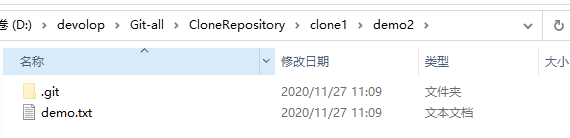 卷 (D:) › devolop › Git-all › CloneRepository › clone1 › demo2 ›
名称 修改日期 类型 大小
.git 2020/11/27 11:09 文件夹
demo.txt 2020/11/27 11:09 文本文档